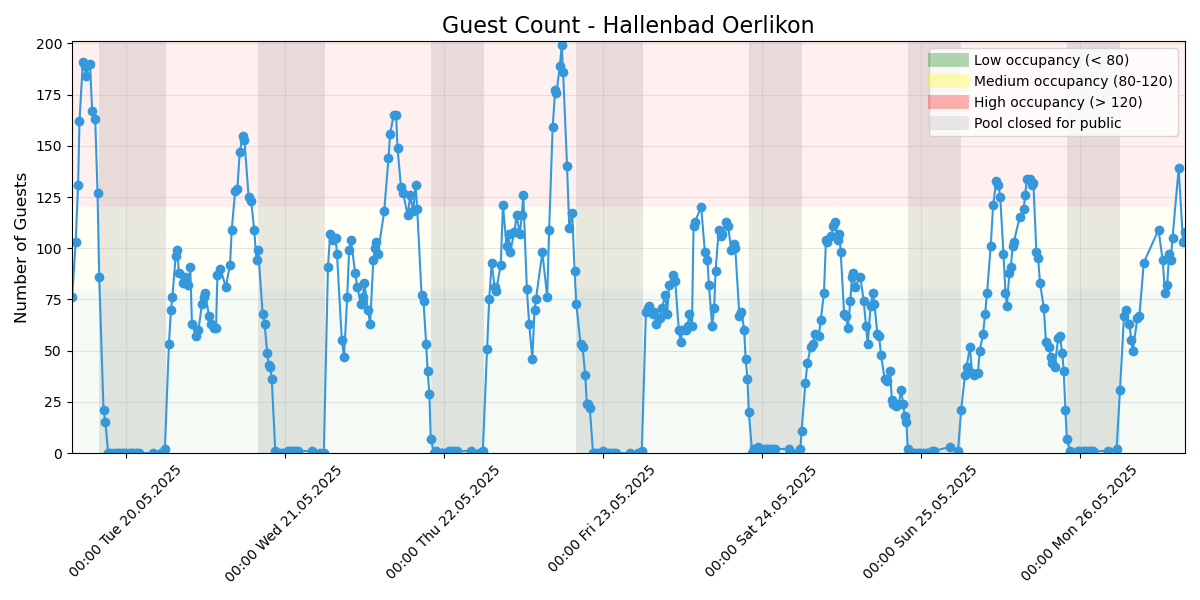 Guest Count - Hallenbad Oerlikon
Number of Guests
200
175
150
125
100
75
50
25
0
Low occupancy (< 80)
Medium occupancy (80-120)
High occupancy (> 120)
Pool closed for public
00:00 Tue 20.05.2025
00:00 Wed 21.05.2025
00:00 Thu 22.05.2025
00:00 Fri 23.05.2025
00:00 Sat 24.05.2025
00:00 Sun 25.05.2025
00:00 Mon 26.05.2025